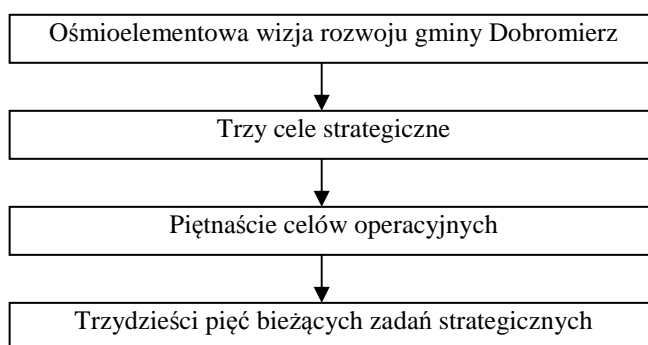 Ośmioelementowa wizja rozwoju gminy Dobromierz
Trzy cele strategiczne
Piętnaście celów operacyjnych
Trzydzieści pięć bieżących zadań strategicznych